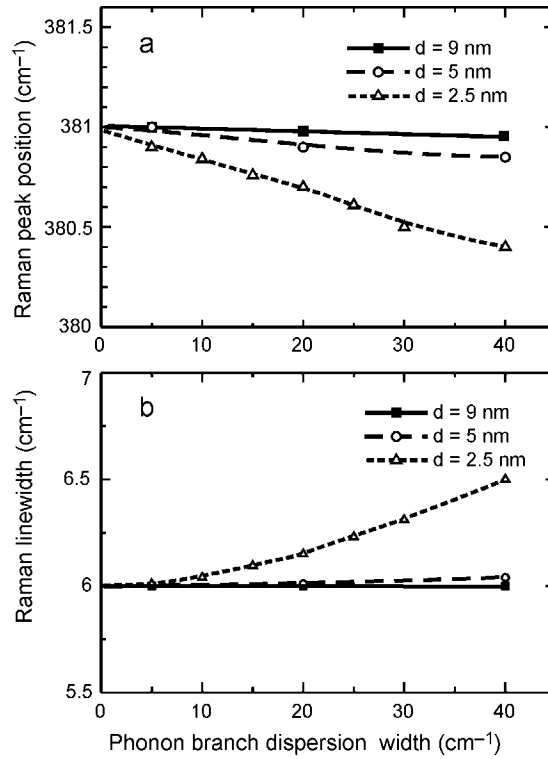 a
d = 9 nm
d = 5 nm
d = 2.5 nm
381.5
381
380.5
380
Raman peak position (cm⁻¹)
0 10 20 30 40
b
d = 9 nm
d = 5 nm
d = 2.5 nm
7
6.5
6
5.5
Raman linewidth (cm⁻¹)
0 10 20 30 40
Phonon branch dispersion width (cm⁻¹)